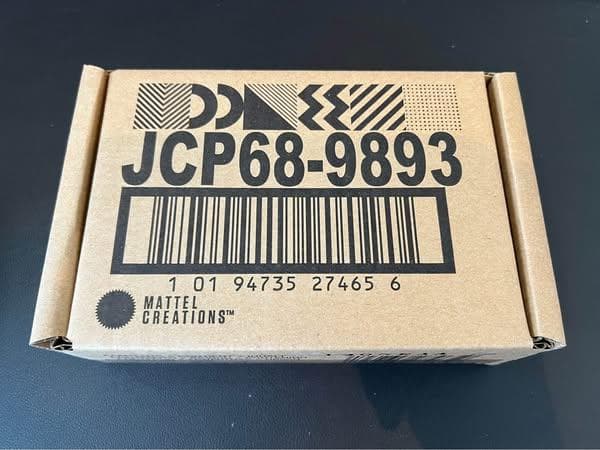 JCP68-9893
1 01 94735 27465 6
MATTEL
CREATIONS™